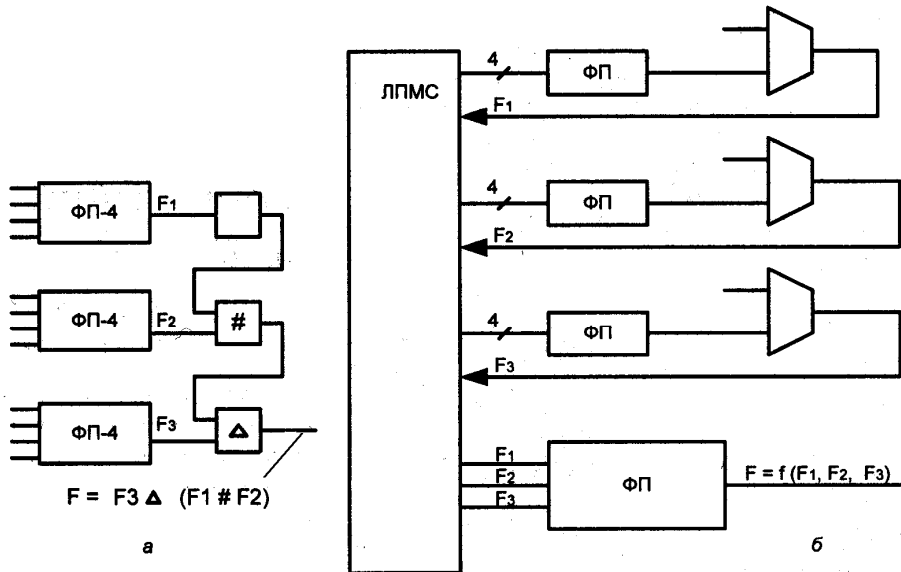 ФП-4
F1
ФП-4
F2
#
ФП-4
F3
Δ
F = F3 Δ (F1 # F2)
а
ЛПМС
4
ФП
F1
4
ФП
F2
4
ФП
F3
F1
F2
F3
ФП
F = f (F1, F2, F3)
б